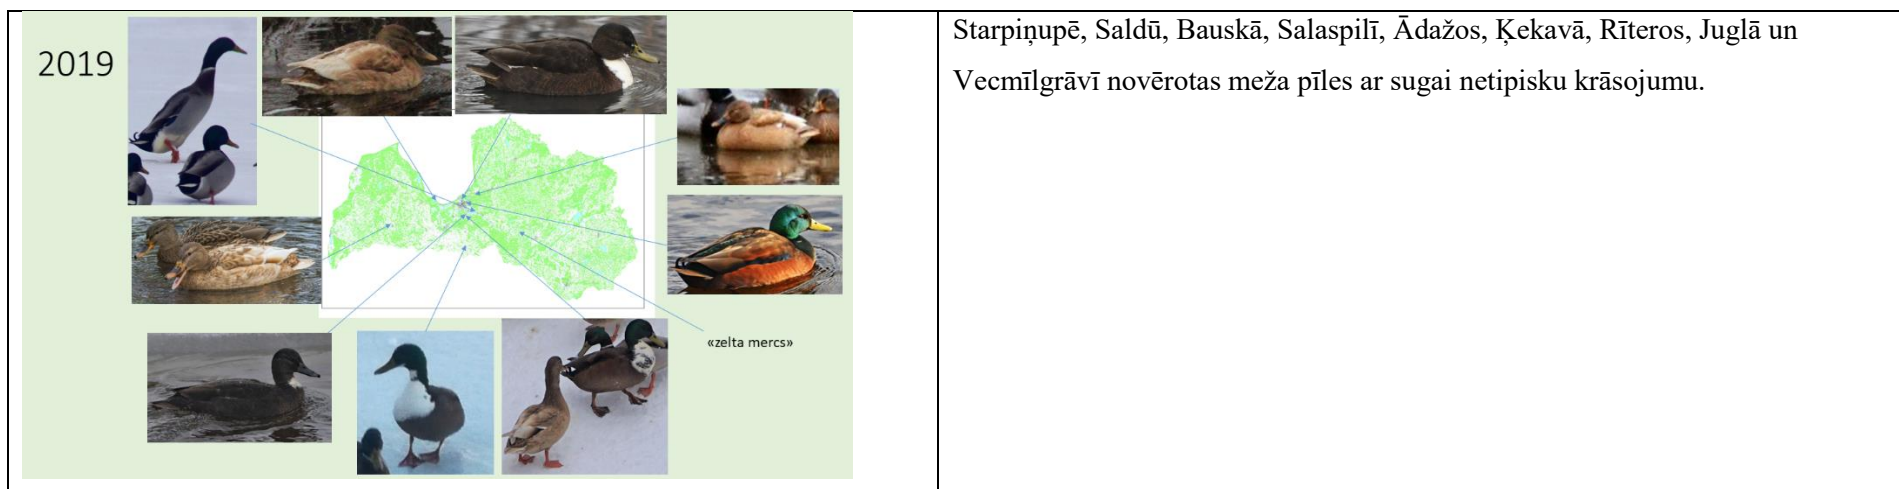 2019
«zelta mercs»
Starpiņupē, Saldū, Bauskā, Salaspilī, Ādažos, Ķekavā, Rīteros, Juglā un
Vecmīlgrāvī novērotas meža pīles ar sugai netipisku krāsojumu.